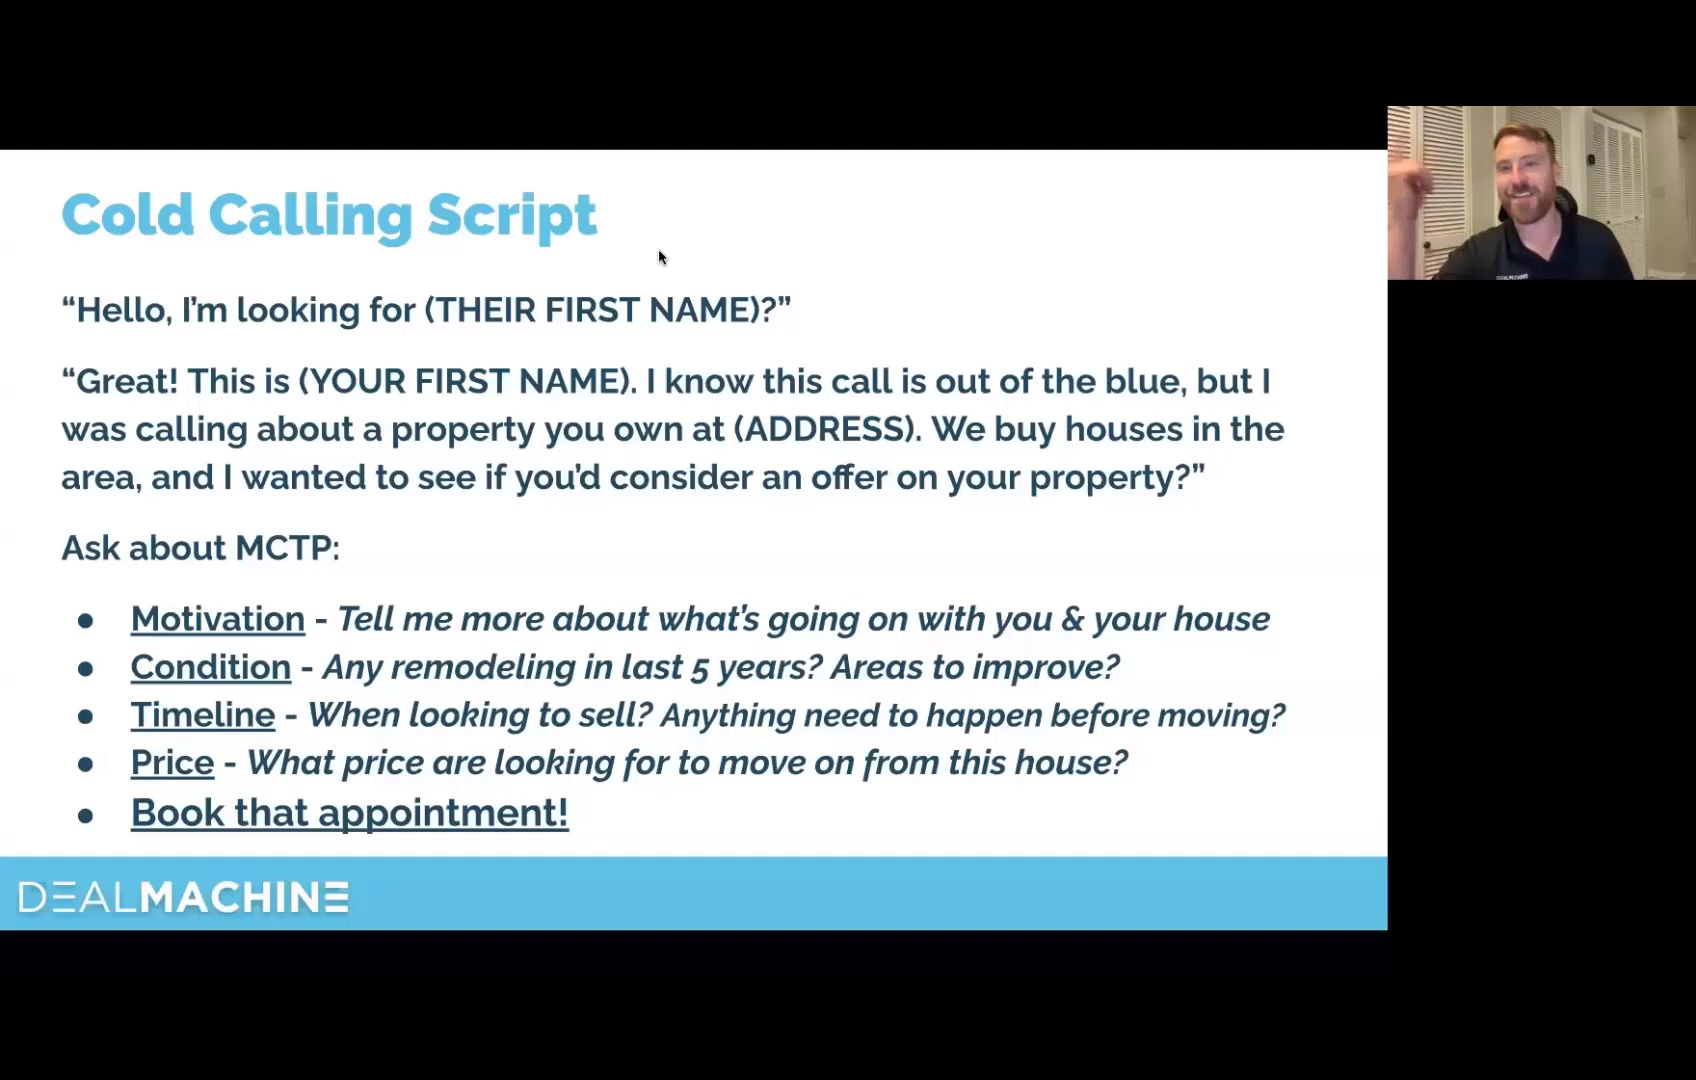 Cold Calling Script
“Hello, I’m looking for (THEIR FIRST NAME)?”
“Great! This is (YOUR FIRST NAME). I know this call is out of the blue, but I
was calling about a property you own at (ADDRESS). We buy houses in the
area, and I wanted to see if you’d consider an offer on your property?”
Ask about MCTP:
● Motivation - Tell me more about what’s going on with you & your house
● Condition - Any remodeling in last 5 years? Areas to improve?
● Timeline - When looking to sell? Anything need to happen before moving?
● Price - What price are looking for to move on from this house?
● Book that appointment!
DEALMACHINE
DEALMACHINE